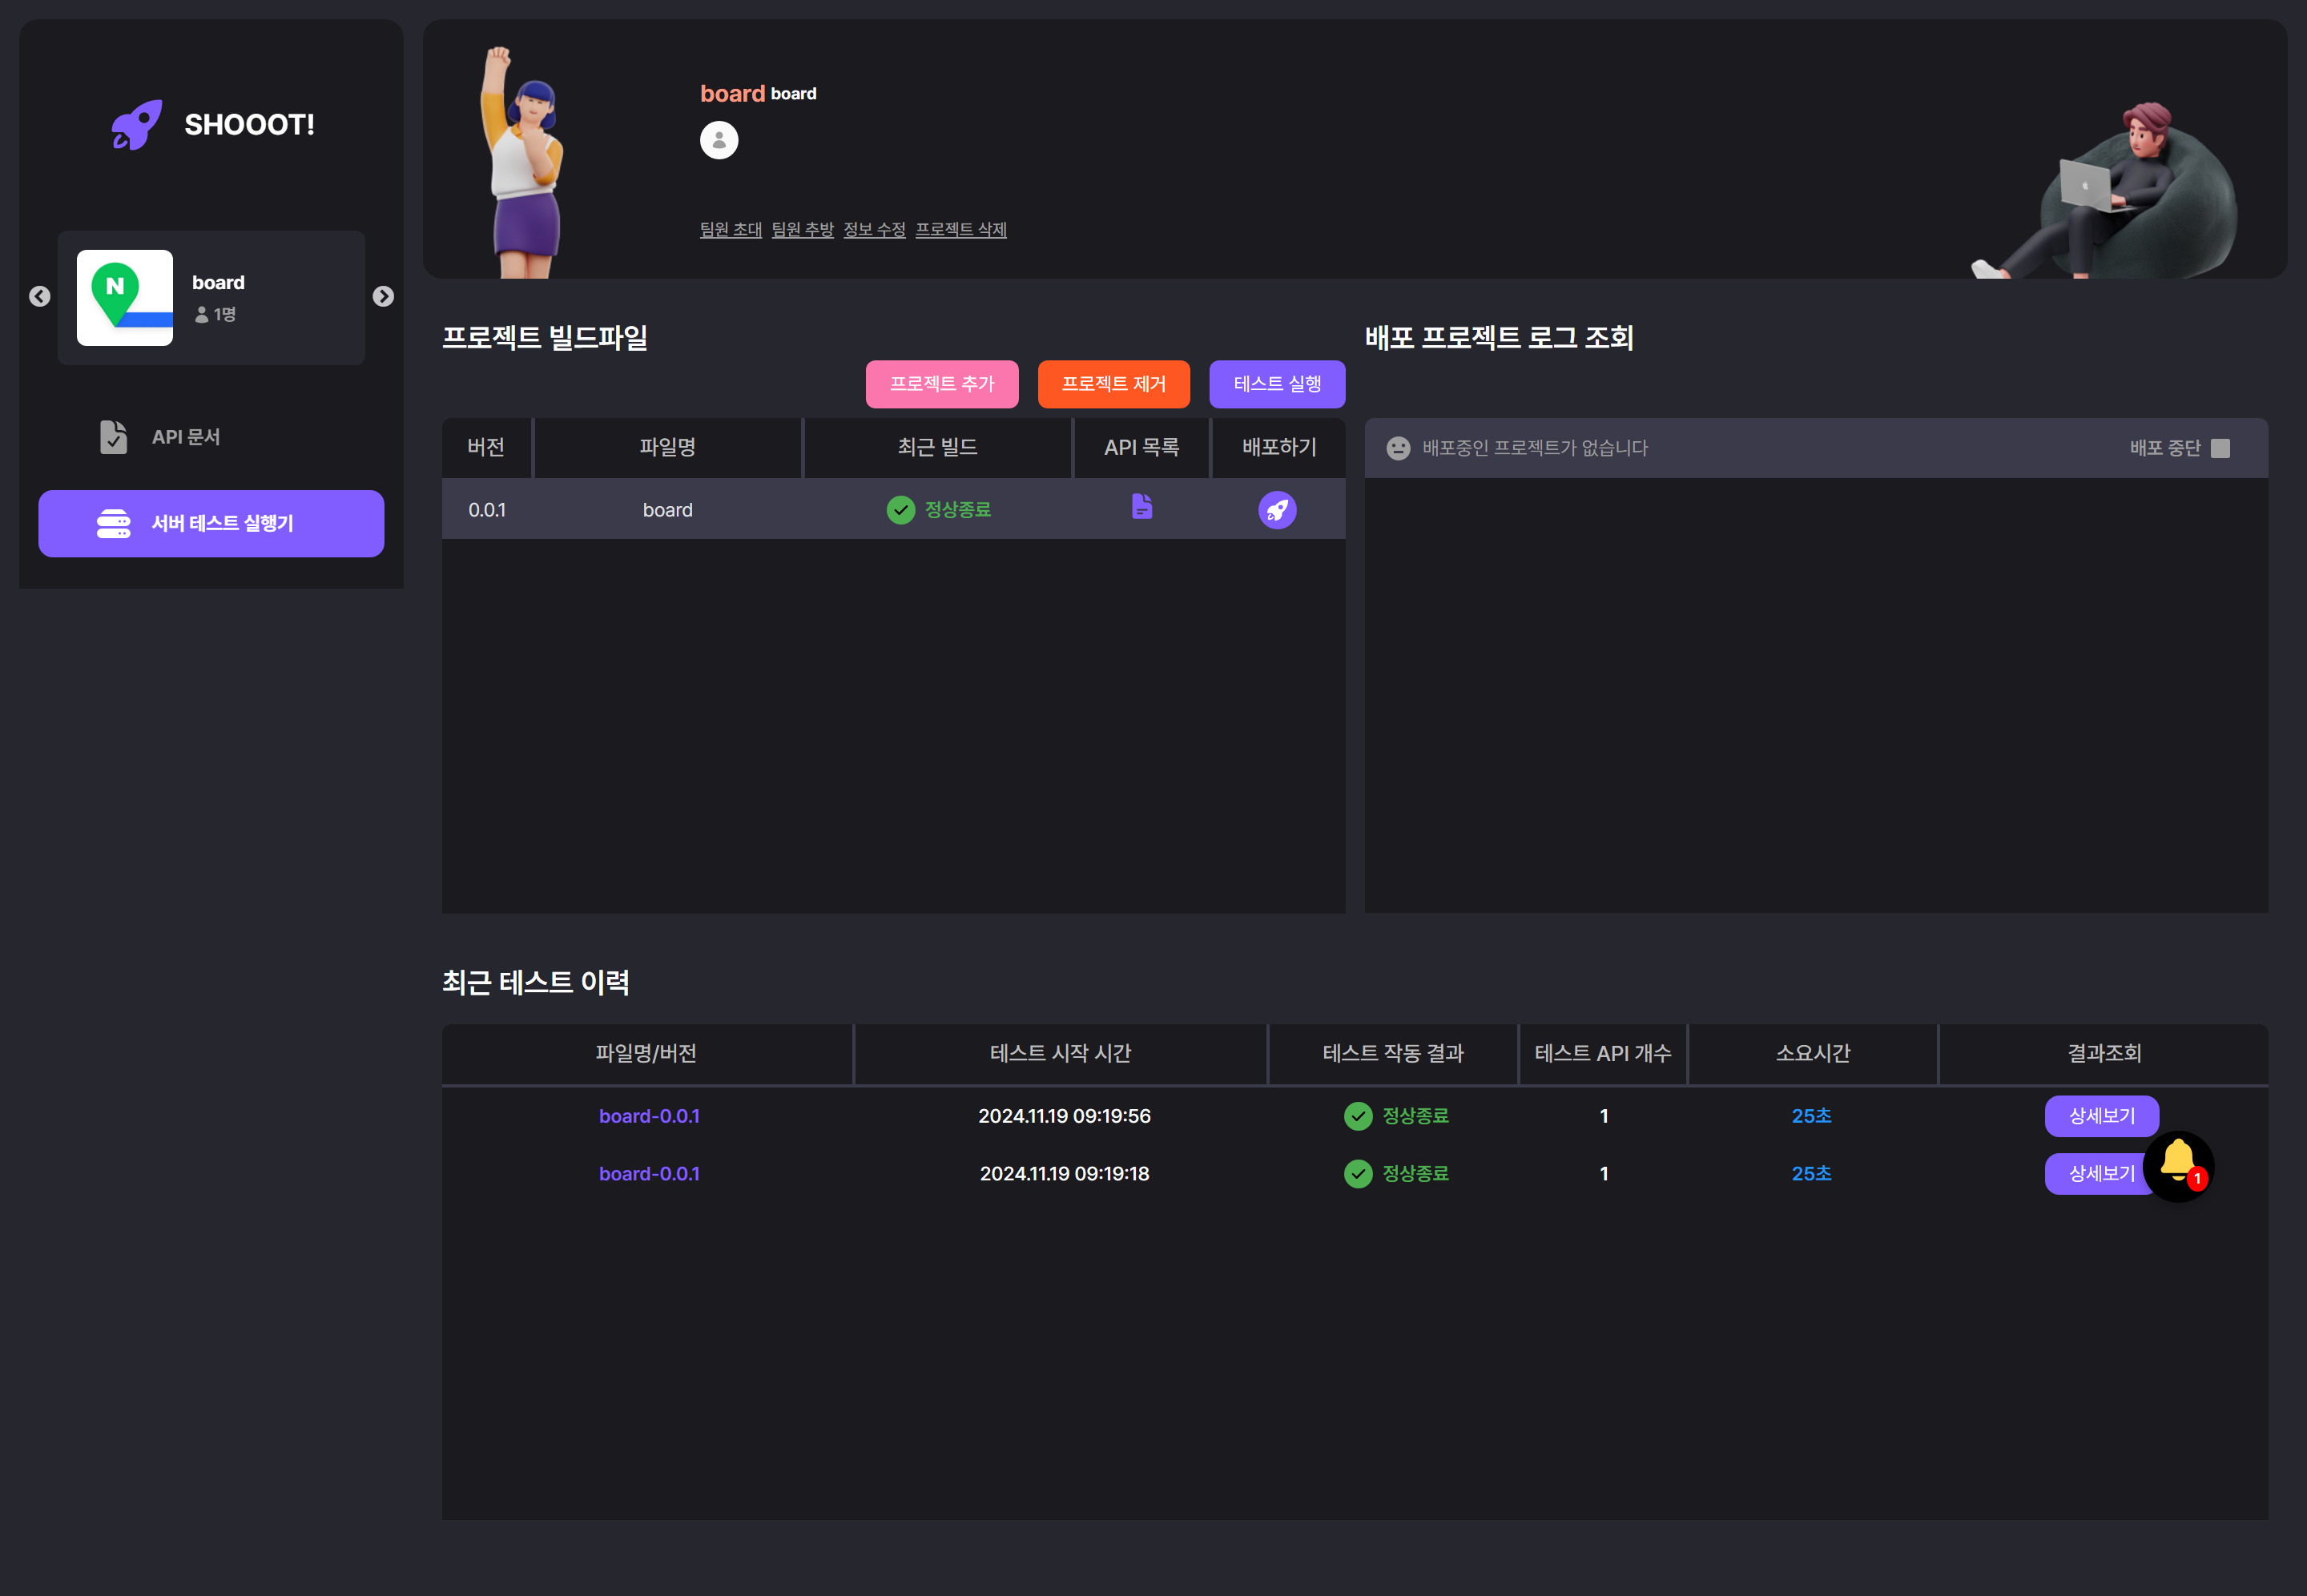 SHOOOT!
N
board
1명
API 문서
서버 테스트 실행기
board board
팀원 초대 팀원 추방 정보 수정 프로젝트 삭제
프로젝트 빌드파일
프로젝트 추가 프로젝트 제거 테스트 실행
버전 파일명 최근 빌드 API 목록 배포하기
0.0.1 board 정상종료
배포 프로젝트 로그 조회
배포중인 프로젝트가 없습니다 배포 중단
최근 테스트 이력
파일명/버전 테스트 시작 시간 테스트 작동 결과 테스트 API 개수 소요시간 결과조회
board-0.0.1 2024.11.19 09:19:56 정상종료 1 25초 상세보기
board-0.0.1 2024.11.19 09:19:18 정상종료 1 25초 상세보기
1